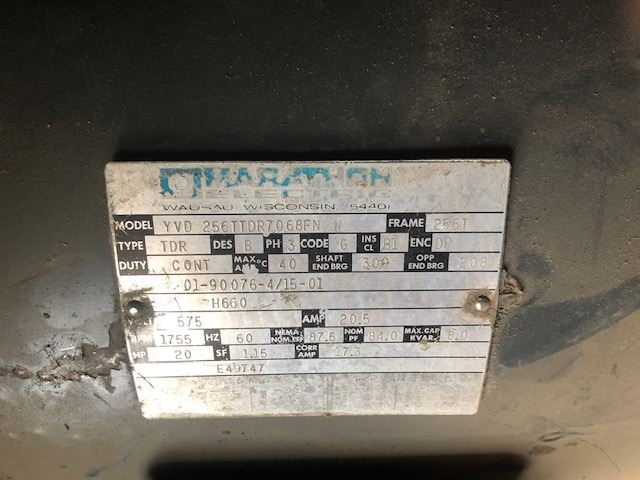 MARATHON
ELECTRIC
WAUSAU WISCONSIN 54401
MODEL YVD 256TTDR7068FN W FRAME 256T
TYPE TDR DES B PH 3 CODE G INS CL B1 ENC DP
DUTY CONT MAX AMB °C 40 SHAFT END BRG 309 OPP END BRG 208
01-90076-4/15-01
H660
575 AMP 20.5
1755 HZ 60 NEMA NOM.EFF 87.5 NOM PF 84.0 MAX.CAP KVAR
HP 20 SF 1.15 CORR AMP 17.3
E49747